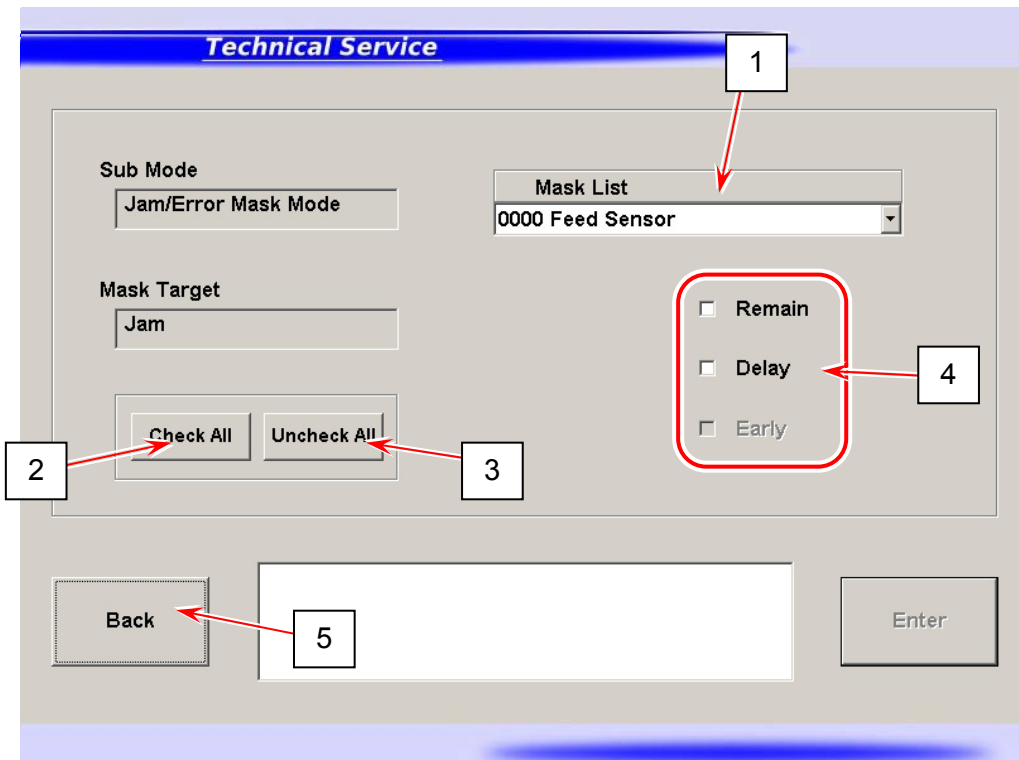 Technical Service
1
Sub Mode
Jam/Error Mask Mode
Mask List
0000 Feed Sensor
Mask Target
Jam
Remain
Delay
4
Early
Check All
Uncheck All
2
3
Back
5
Enter